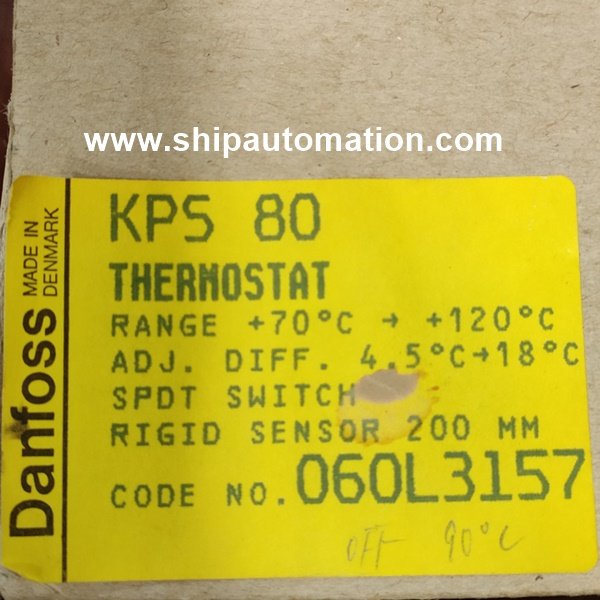 www.shipautomation.com
KPS 80
THERMOSTAT
RANGE +70°C → +120°C
ADJ. DIFF. 4.5°C→18°C
SPDT SWITCH
RIGID SENSOR 200 MM
CODE NO. 060L3157
OFF 90°C
Danfoss
MADE IN
DENMARK